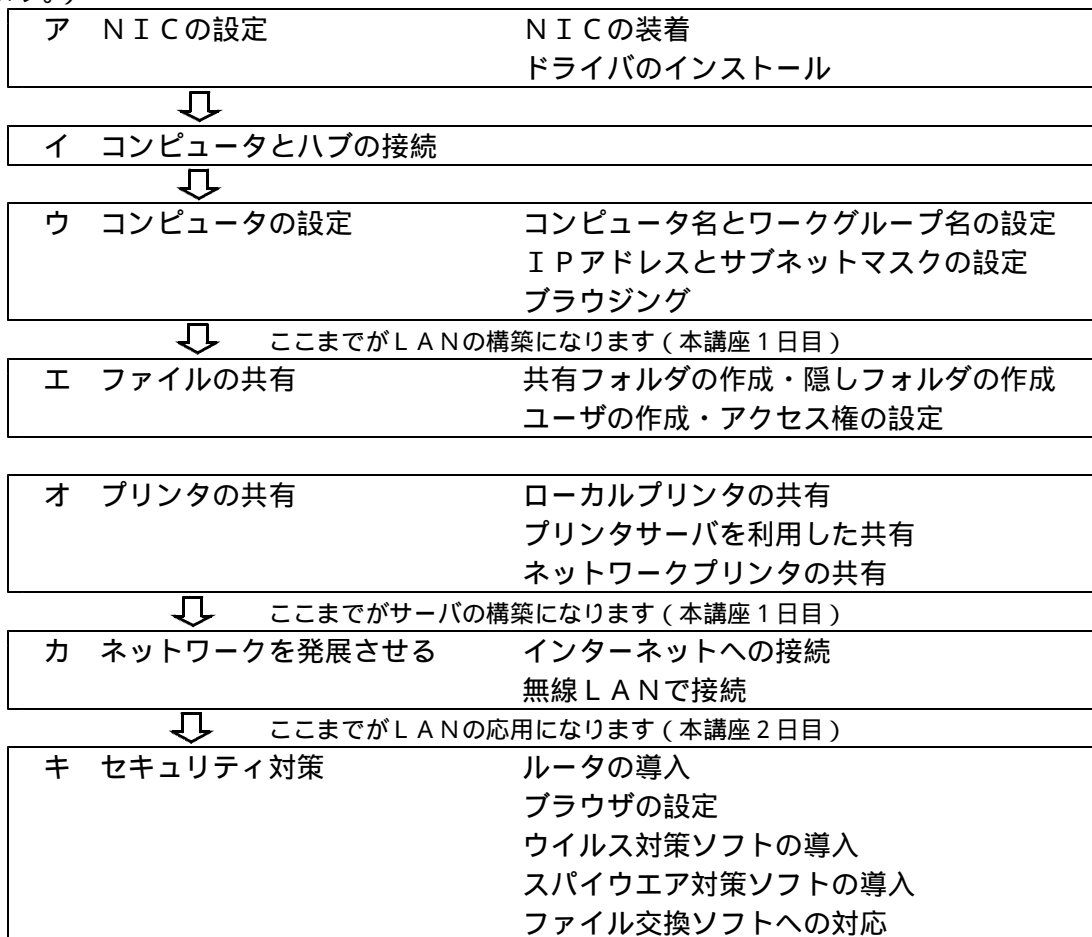 ア ＮＩＣの設定 ＮＩＣの装着
ドライバのインストール
イ コンピュータとハブの接続
ウ コンピュータの設定 コンピュータ名とワークグループ名の設定
ＩＰアドレスとサブネットマスクの設定
ブラウジング
ここまでがＬＡＮの構築になります（本講座１日目）
エ ファイルの共有 共有フォルダの作成・隠しフォルダの作成
ユーザの作成・アクセス権の設定
オ プリンタの共有 ローカルプリンタの共有
プリンタサーバを利用した共有
ネットワークプリンタの共有
ここまでがサーバの構築になります（本講座１日目）
カ ネットワークを発展させる インターネットへの接続
無線ＬＡＮで接続
ここまでがＬＡＮの応用になります（本講座２日目）
キ セキュリティ対策 ルータの導入
ブラウザの設定
ウイルス対策ソフトの導入
スパイウエア対策ソフトの導入
ファイル交換ソフトへの対応